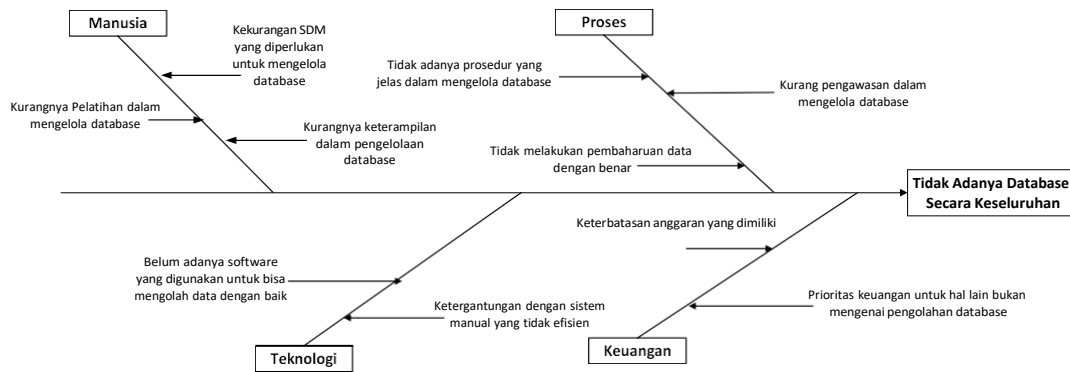 Manusia
Proses
Kekurangan SDM
yang diperlukan
untuk mengelola
database
Kurangnya Pelatihan dalam
mengelola database
Kurangnya keterampilan
dalam pengelolaan
database
Tidak adanya prosedur yang
jelas dalam mengelola database
Kurang pengawasan dalam
mengelola database
Tidak melakukan pembaharuan data
dengan benar
Tidak Adanya Database
Secara Keseluruhan
Belum adanya software
yang digunakan untuk bisa
mengolah data dengan baik
Ketergantungan dengan sistem
manual yang tidak efisien
Keterbatasan anggaran yang dimiliki
Prioritas keuangan untuk hal lain bukan
mengenai pengolahan database
Teknologi
Keuangan